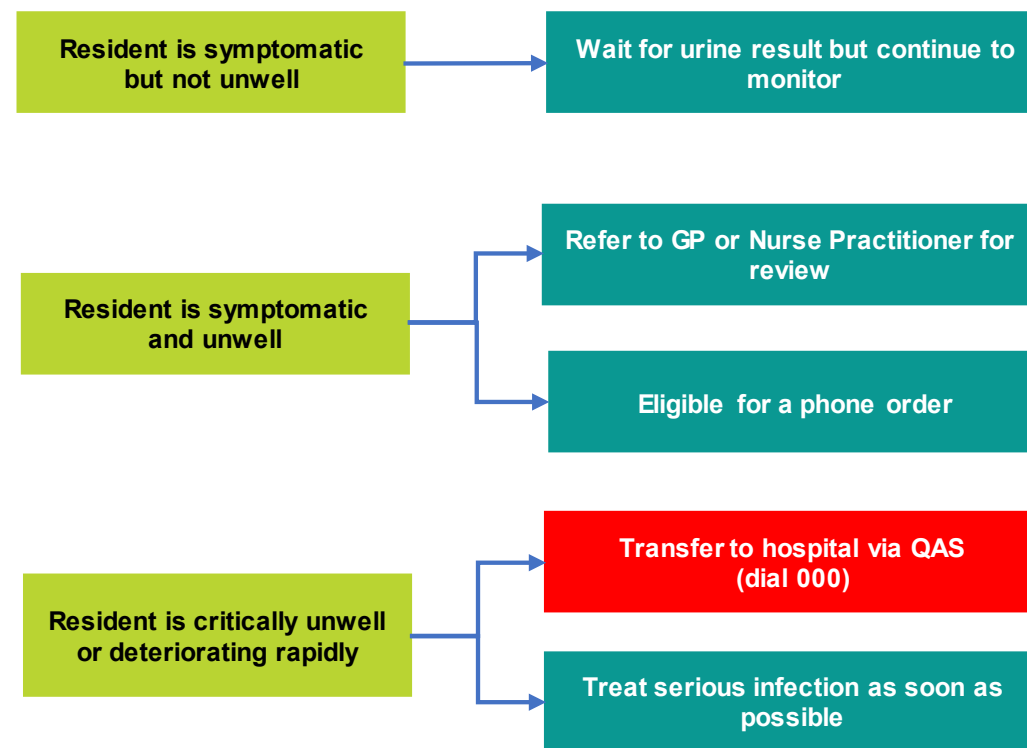 Resident is symptomatic
but not unwell
Wait for urine result but continue to
monitor
Resident is symptomatic
and unwell
Refer to GP or Nurse Practitioner for
review
Eligible for a phone order
Resident is critically unwell
or deteriorating rapidly
Transfer to hospital via QAS
(dial 000)
Treat serious infection as soon as
possible